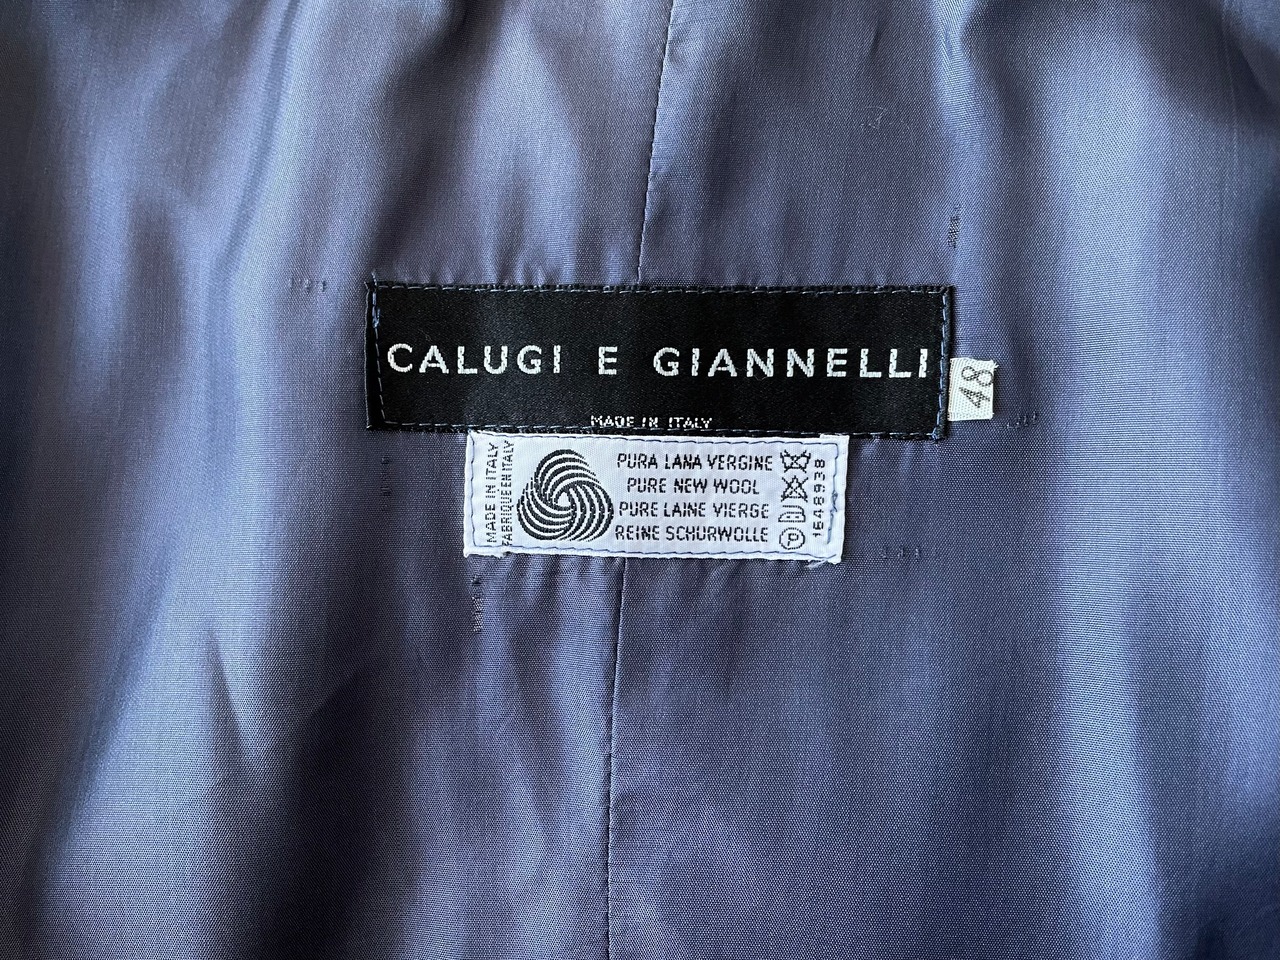 CALUGI E GIANNELLI
MADE IN ITALY
48
MADE IN ITALY
FABRIQUÉ EN ITALY
PURA LANA VERGINE
PURE NEW WOOL
PURE LAINE VIERGE
REINE SCHURWOLLE
P
1648938